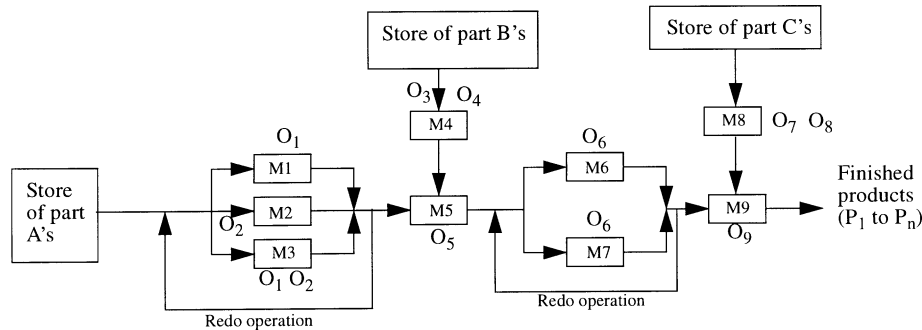 Store of part B's
Store of part C's
O₃ O₄
M4
M8
O₇ O₈
O₁
M1
O₆
M6
Store
of part
A's
O₂
M2
M5
O₅
M9
O₉
Finished
products
(P₁ to Pₙ)
M3
O₁ O₂
O₆
M7
Redo operation
Redo operation